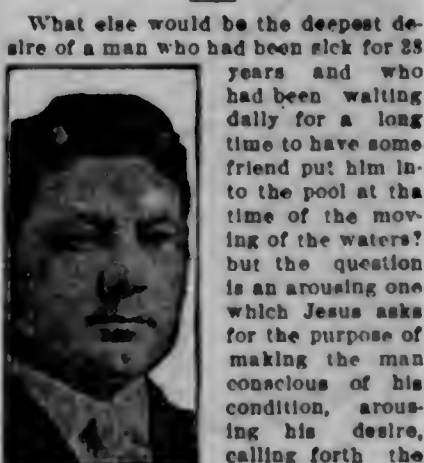 What else would be the deepest de-
sire of a man who had been sick for 28
years and who
had been waiting
daily for a long
time to have some
friend put him in-
to the pool at tha
time of the mov-
ing of the waters?
but the question
is an arousing one
which Jesus asks
for the purpose of
making the man
conscious of his
condition, arous-
ing his desire,
calling forth the